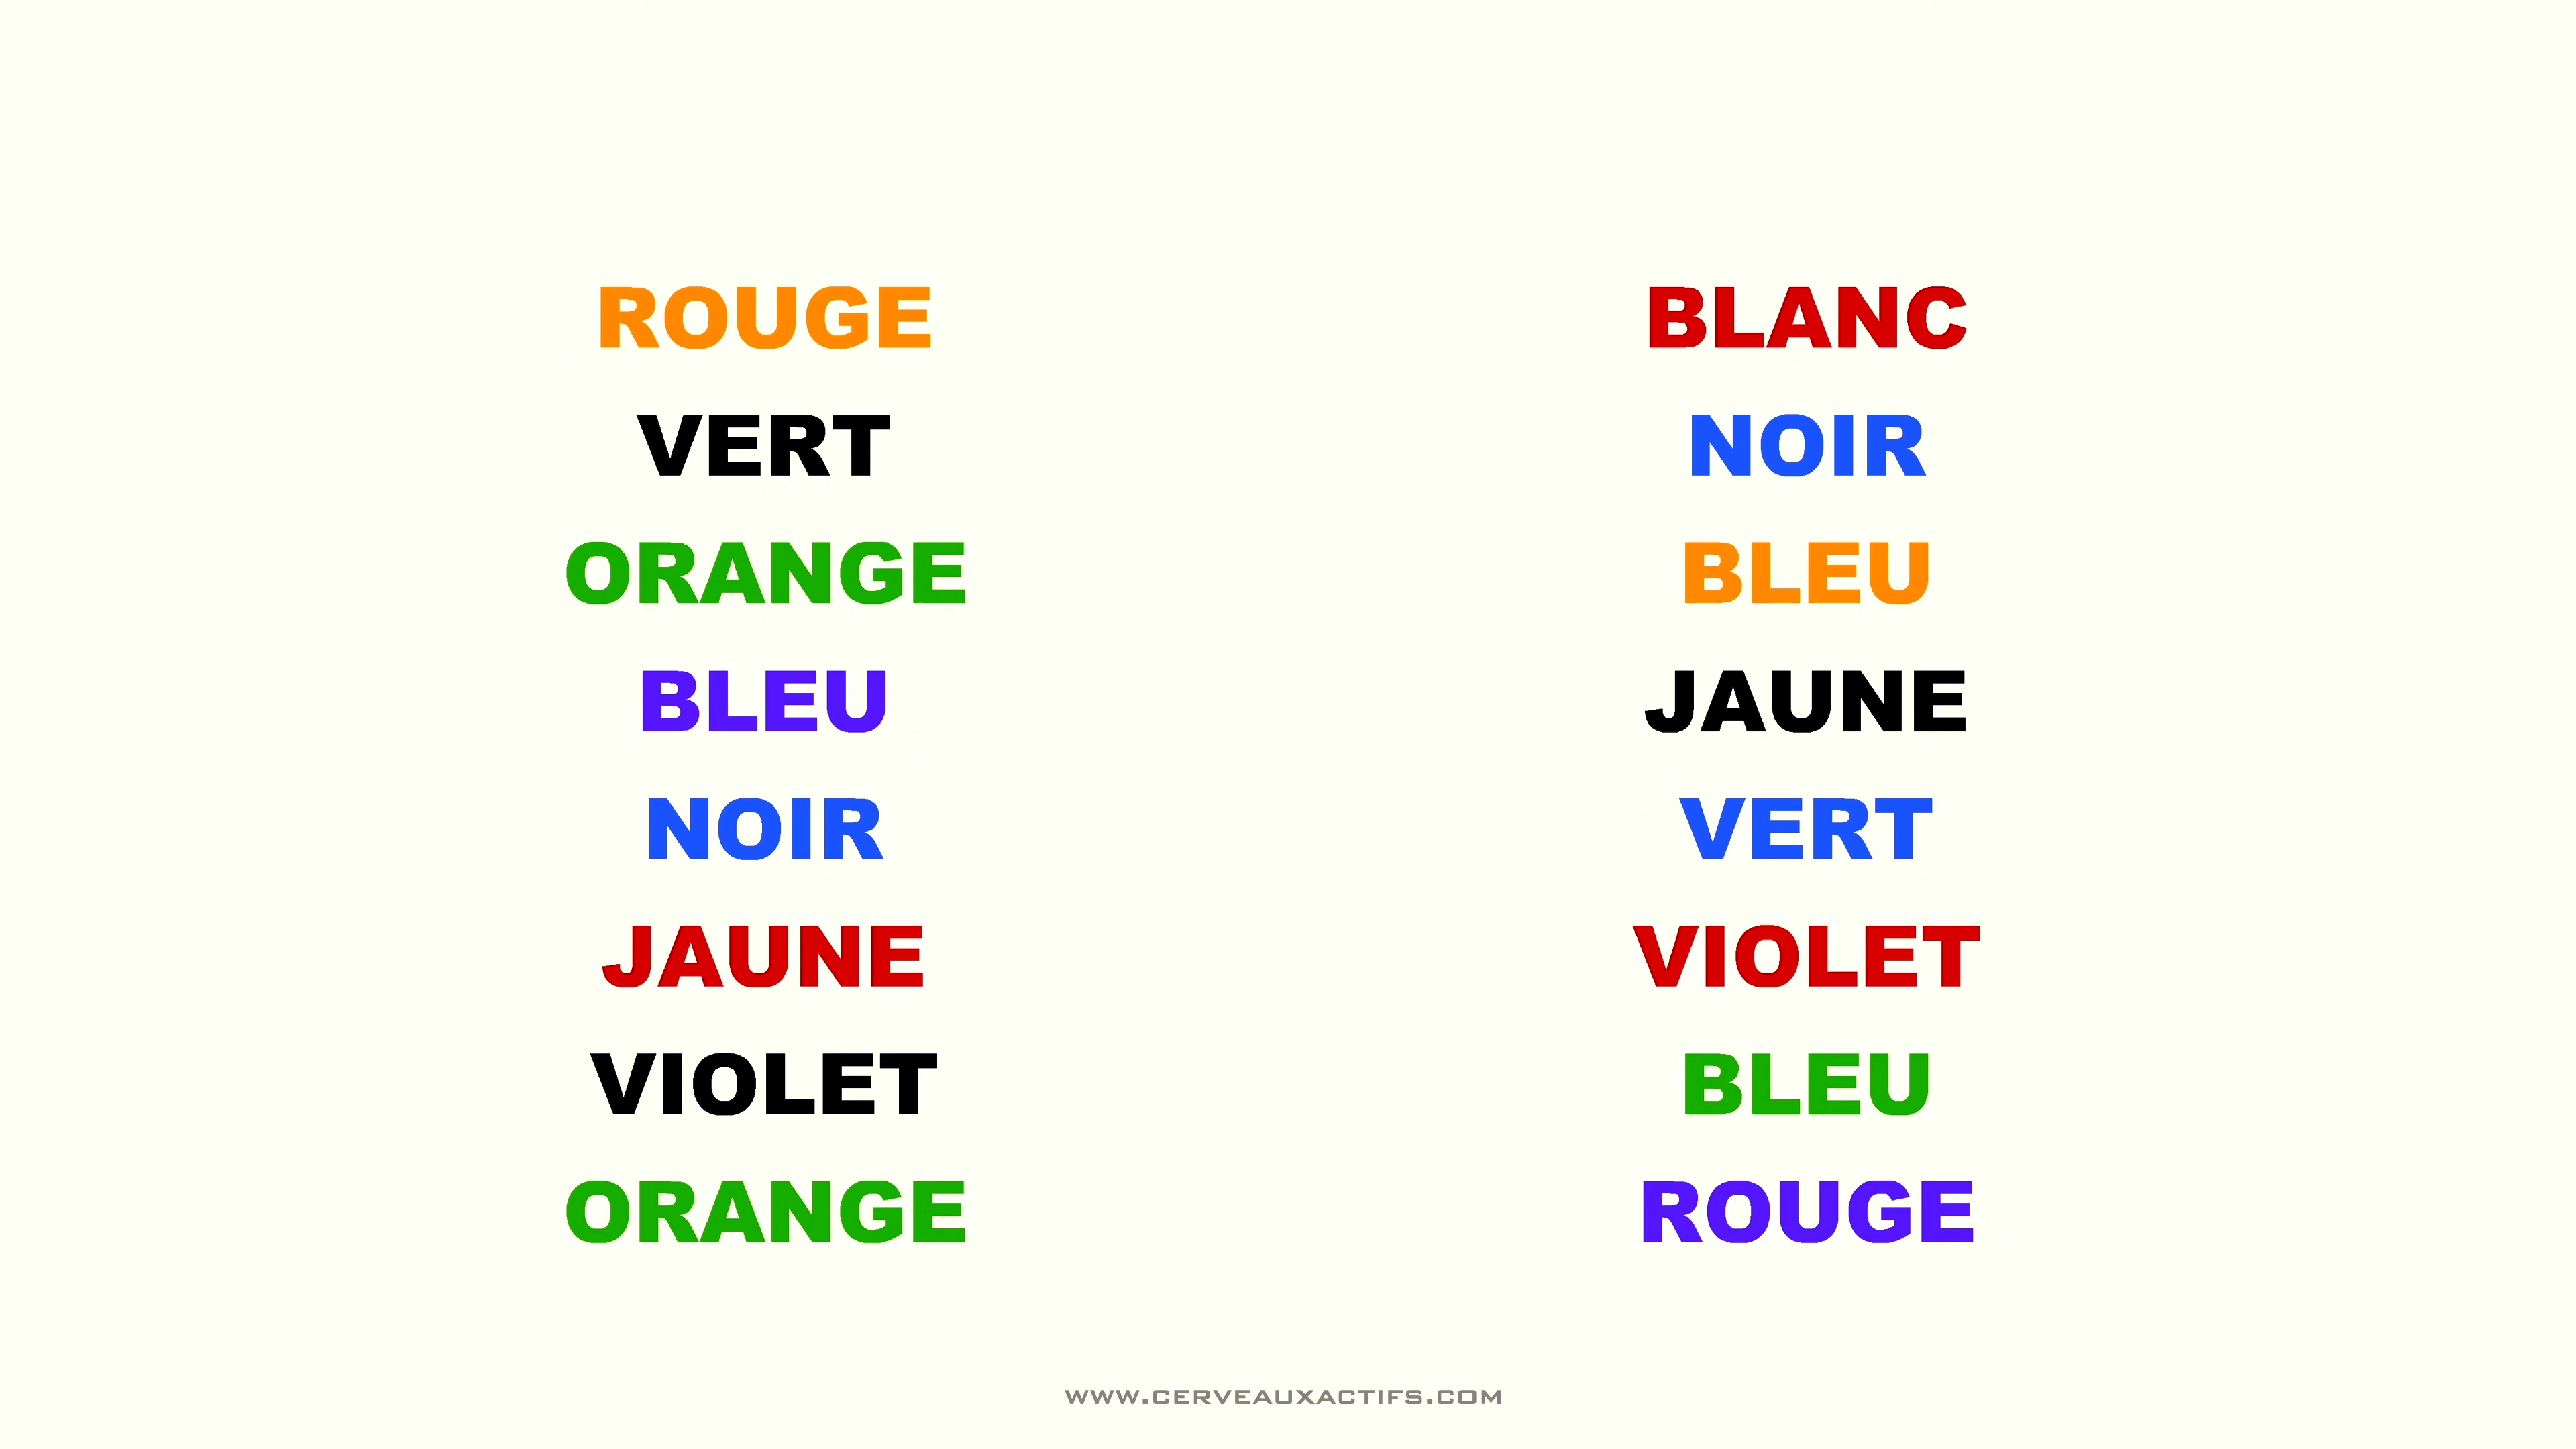 ROUGE
VERT
ORANGE
BLEU
NOIR
JAUNE
VIOLET
ORANGE
BLANC
NOIR
BLEU
JAUNE
VERT
VIOLET
BLEU
ROUGE
WWW.CERVEAUXACTIFS.COM